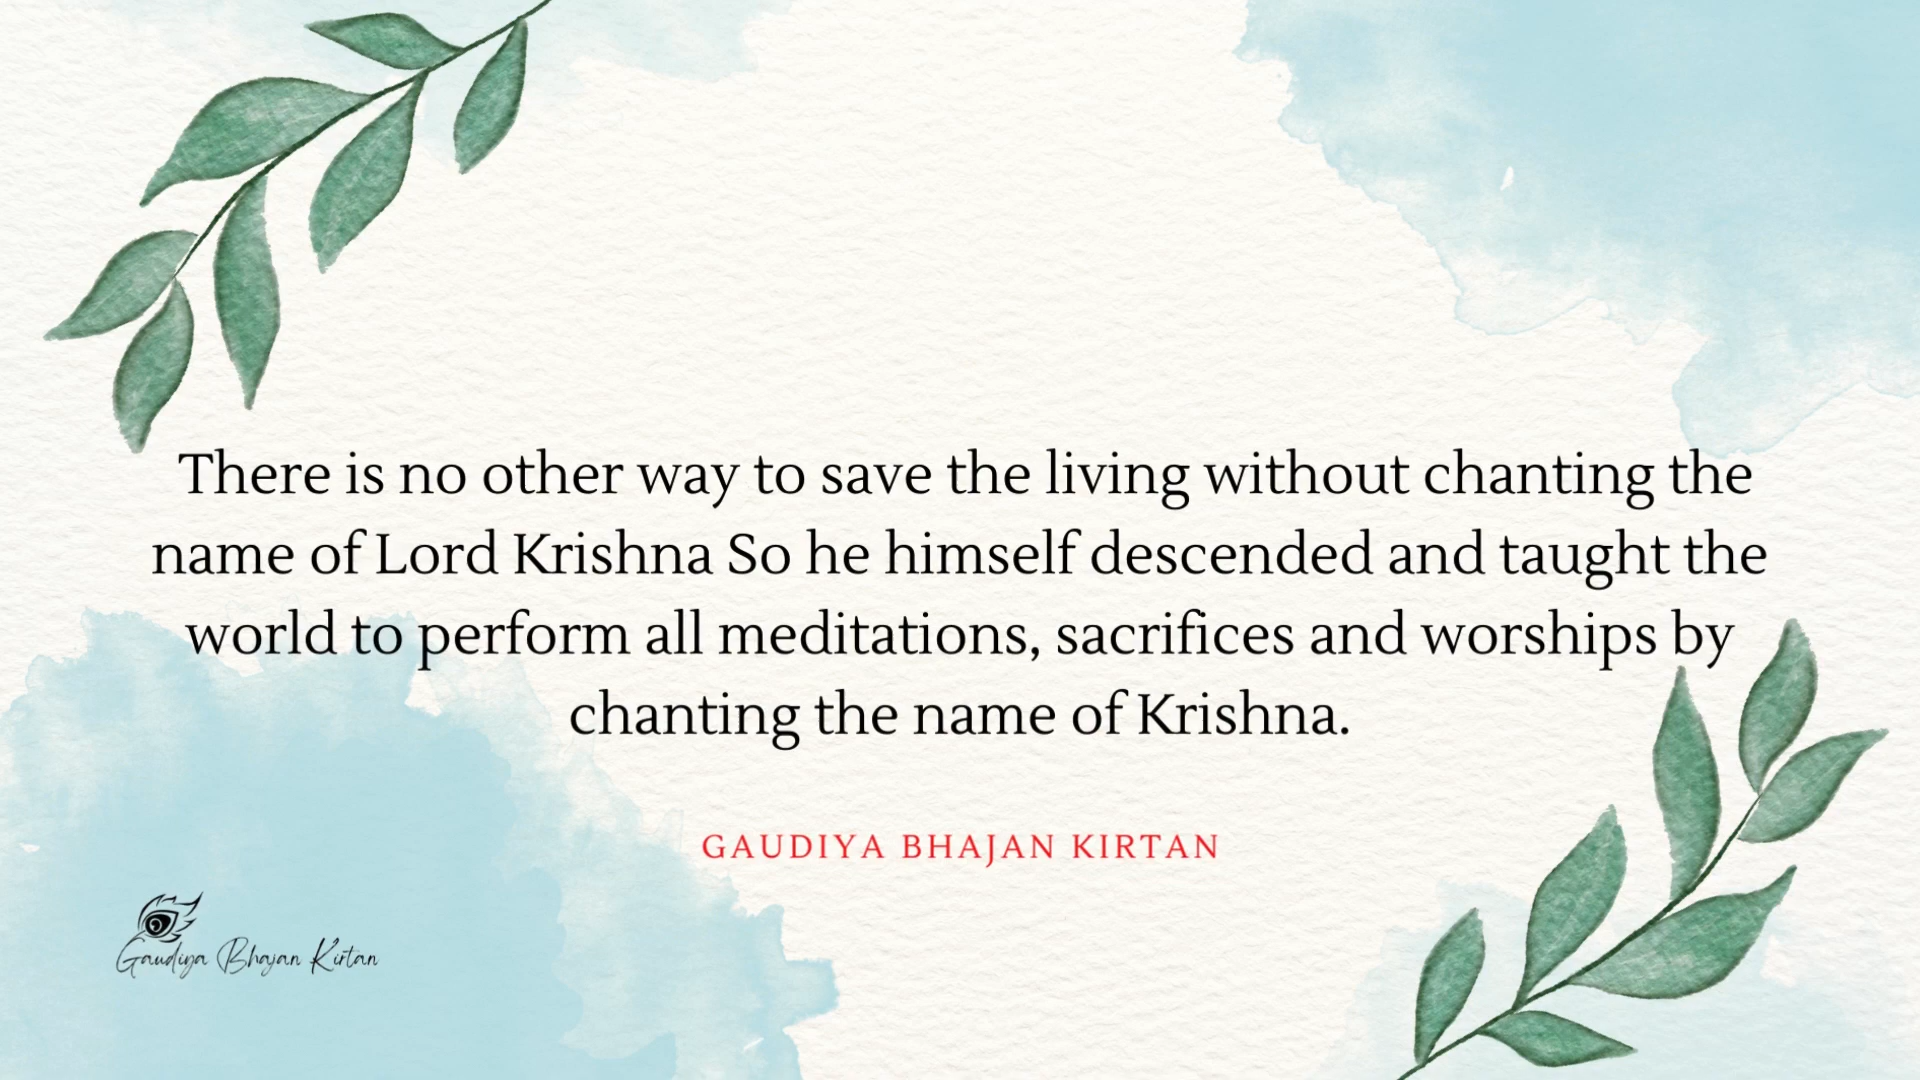 There is no other way to save the living without chanting the
name of Lord Krishna So he himself descended and taught the
world to perform all meditations, sacrifices and worships by
chanting the name of Krishna.
GAUDIYA BHAJAN KIRTAN
Gaudiya Bhajan Kirtan